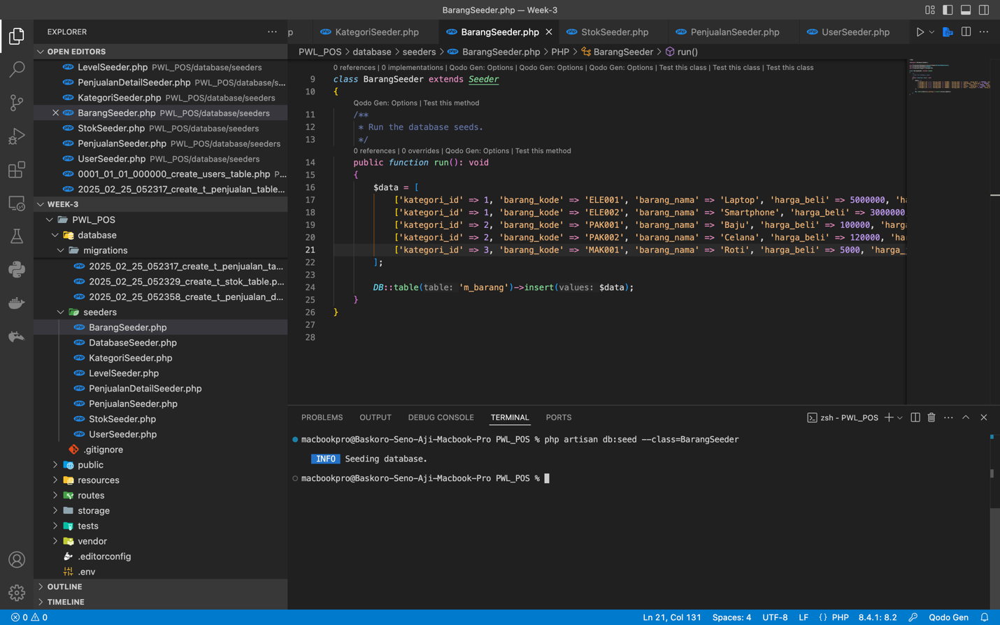 BarangSeeder.php — Week-3
EXPLORER
OPEN EDITORS
LevelSeeder.php PWL_POS/database/seeders
PenjualanDetailSeeder.php PWL_POS/database/s...
KategoriSeeder.php PWL_POS/database/seeders
BarangSeeder.php PWL_POS/database/seeders
StokSeeder.php PWL_POS/database/seeders
PenjualanSeeder.php PWL_POS/database/seeders
UserSeeder.php PWL_POS/database/seeders
0001_01_01_000000_create_users_table.php P...
2025_02_25_052317_create_t_penjualan_table...
WEEK-3
PWL_POS
database
migrations
2025_02_25_052317_create_t_penjualan_ta...
2025_02_25_052329_create_t_stok_table.p...
2025_02_25_052358_create_t_penjualan_d...
seeders
BarangSeeder.php
DatabaseSeeder.php
KategoriSeeder.php
LevelSeeder.php
PenjualanDetailSeeder.php
PenjualanSeeder.php
StokSeeder.php
UserSeeder.php
.gitignore
public
resources
routes
storage
tests
vendor
.editorconfig
.env
OUTLINE
TIMELINE
p KategoriSeeder.php BarangSeeder.php StokSeeder.php PenjualanSeeder.php UserSeeder.php
PWL_POS > database > seeders > BarangSeeder.php > PHP > BarangSeeder > run()
0 references | 0 implementations | Qodo Gen: Options | Qodo Gen: Options | Qodo Gen: Options | Test this class | Test this class | Test this class
9 class BarangSeeder extends Seeder
10 {
Qodo Gen: Options | Test this method
11 /**
12 * Run the database seeds.
13 */
0 references | 0 overrides | Qodo Gen: Options | Test this method
14 public function run(): void
15 {
16 $data = [
17 ['kategori_id' => 1, 'barang_kode' => 'ELE001', 'barang_nama' => 'Laptop', 'harga_beli' => 5000000, 'ha
18 ['kategori_id' => 1, 'barang_kode' => 'ELE002', 'barang_nama' => 'Smartphone', 'harga_beli' => 3000000,
19 ['kategori_id' => 2, 'barang_kode' => 'PAK001', 'barang_nama' => 'Baju', 'harga_beli' => 100000, 'harga
20 ['kategori_id' => 2, 'barang_kode' => 'PAK002', 'barang_nama' => 'Celana', 'harga_beli' => 120000, 'har
21 ['kategori_id' => 3, 'barang_kode' => 'MAK001', 'barang_nama' => 'Roti', 'harga_beli' => 5000, 'harga_
22 ];
23
24 DB::table(table: 'm_barang')->insert(values: $data);
25 }
26 }
27
28
PROBLEMS OUTPUT DEBUG CONSOLE TERMINAL PORTS
zsh - PWL_POS
macbookpro@Baskoro-Seno-Aji-Macbook-Pro PWL_POS % php artisan db:seed --class=BarangSeeder
INFO Seeding database.
macbookpro@Baskoro-Seno-Aji-Macbook-Pro PWL_POS %
0 0 Ln 21, Col 131 Spaces: 4 UTF-8 LF {} PHP 8.4.1: 8.2 Qodo Gen